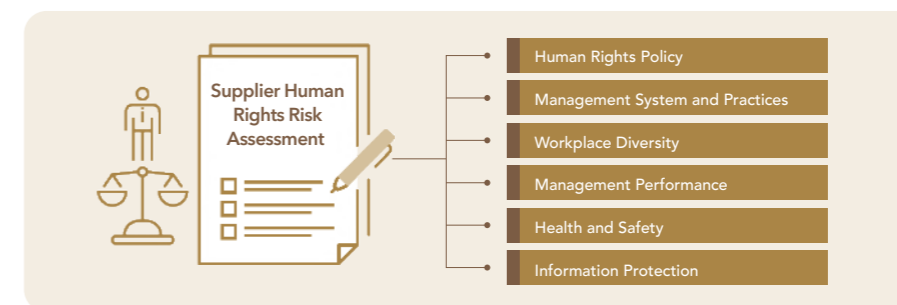 Supplier Human
Rights Risk
Assessment
Human Rights Policy
Management System and Practices
Workplace Diversity
Management Performance
Health and Safety
Information Protection